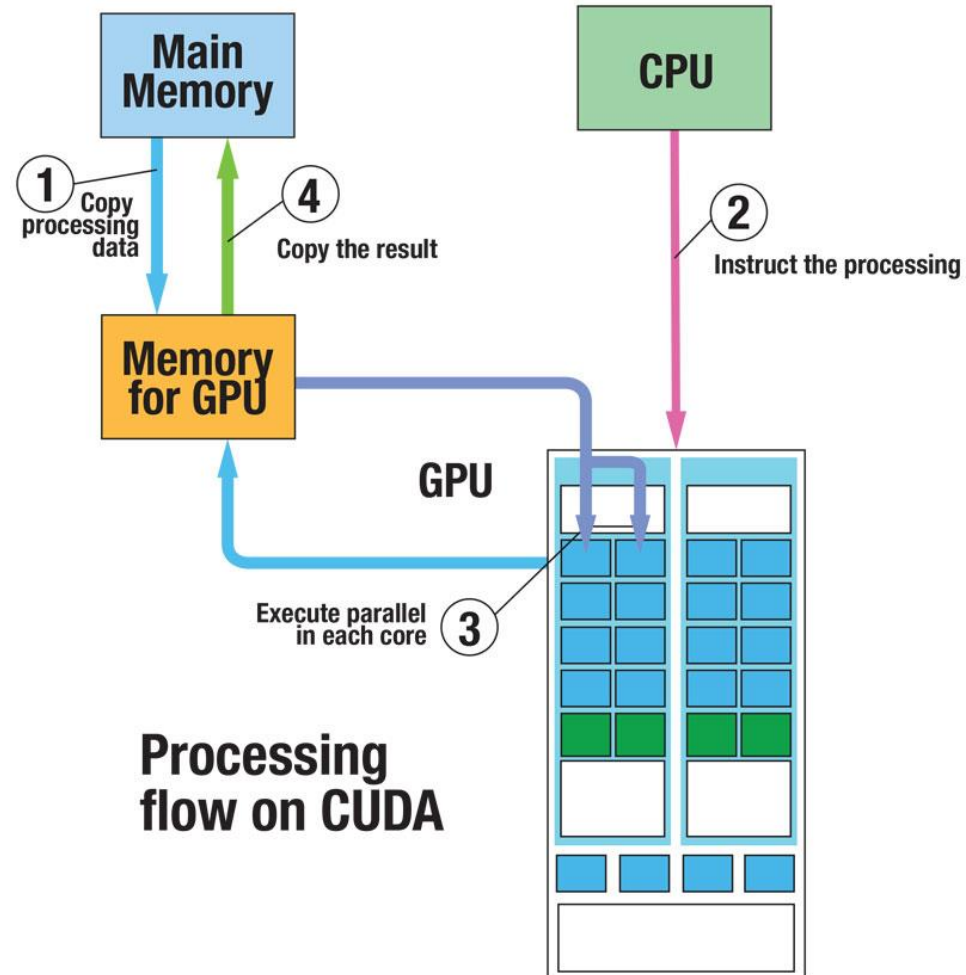 Main
Memory
CPU
1
Copy
processing
data
4
Copy the result
2
Instruct the processing
Memory
for GPU
GPU
Execute parallel
in each core
3
Processing
flow on CUDA